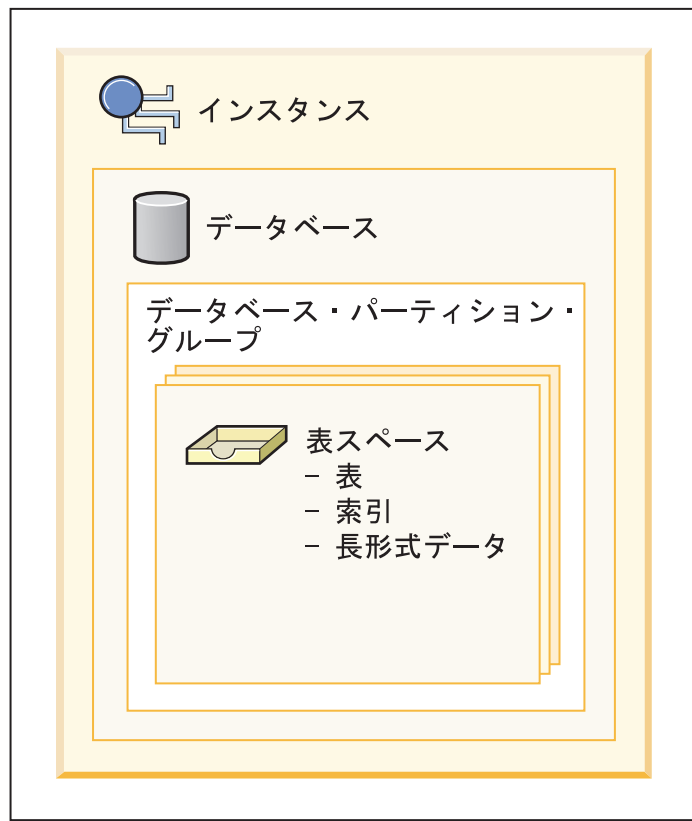 インスタンス
データベース
データベース・パーティション・
グループ
表スペース
– 表
– 索引
– 長形式データ